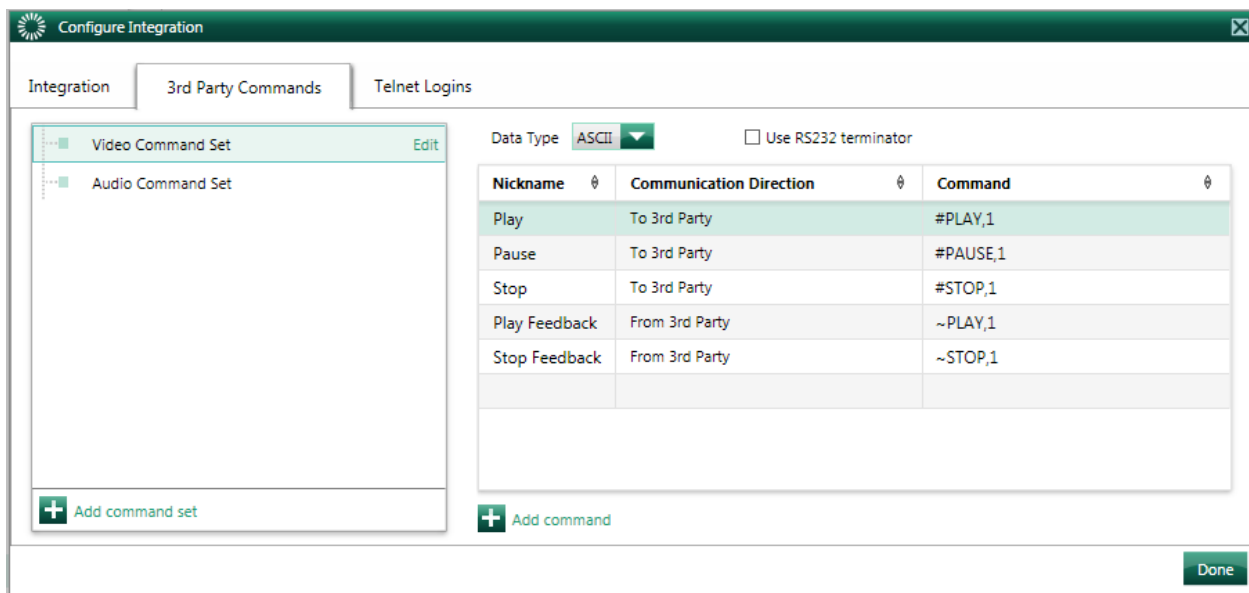 Configure Integration
Integration 3rd Party Commands Telnet Logins
Video Command Set Edit
Audio Command Set
Add command set
Data Type ASCII Use RS232 terminator
Nickname Communication Direction Command
Play To 3rd Party #PLAY,1
Pause To 3rd Party #PAUSE,1
Stop To 3rd Party #STOP,1
Play Feedback From 3rd Party ~PLAY,1
Stop Feedback From 3rd Party ~STOP,1
Add command
Done